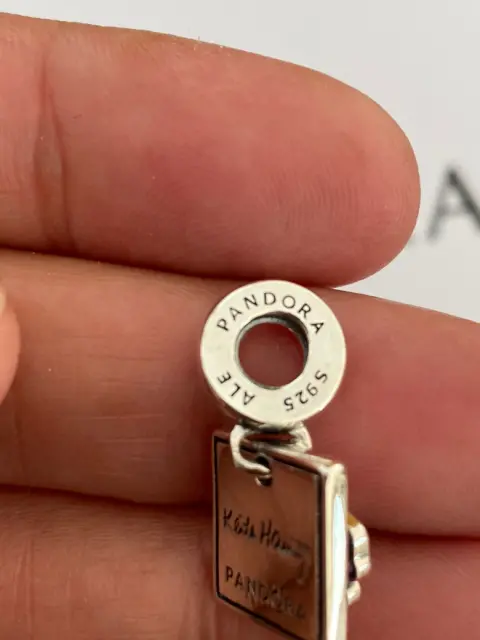 PANDORA
S925
ALE
Keith Haring
PANDORA